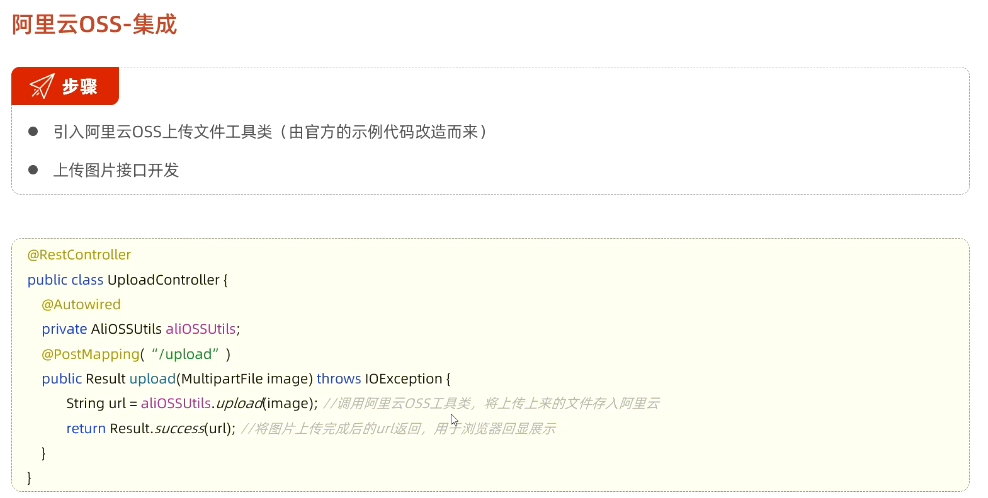 阿里云OSS-集成
步骤
● 引入阿里云OSS上传文件工具类（由官方的示例代码改造而来）
● 上传图片接口开发
@RestController
public class UploadController {
@Autowired
private AliOSSUtils aliOSSUtils;
@PostMapping(“/upload”)
public Result upload(MultipartFile image) throws IOException {
String url = aliOSSUtils.upload(image); //调用阿里云OSS工具类，将上传上来的文件存入阿里云
return Result.success(url); //将图片上传完成后的url返回，用于浏览器回显展示
}
}